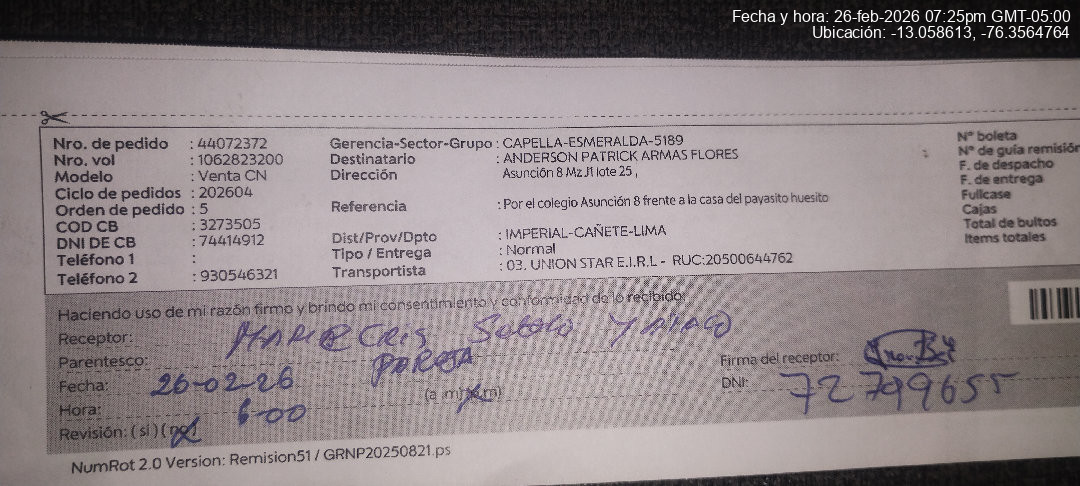 Fecha y hora: 26-feb-2026 07:25pm GMT-05:00
Ubicación: -13.058613, -76.3564764
Nro. de pedido : 44072372
Nro. vol : 1062823200
Modelo : Venta CN
Ciclo de pedidos : 202604
Orden de pedido : 5
COD CB : 3273505
DNI DE CB : 74414912
Teléfono 1 :
Teléfono 2 : 930546321
Gerencia-Sector-Grupo : CAPELLA-ESMERALDA-5189
Destinatario : ANDERSON PATRICK ARMAS FLORES
Dirección Asunción 8 Mz J1 lote 25 ,
Referencia : Por el colegio Asunción 8 frente a la casa del payasito huesito
Dist/Prov/Dpto : IMPERIAL-CAÑETE-LIMA
Tipo / Entrega : Normal
Transportista : 03. UNION STAR E.I.R.L - RUC:20500644762
N° boleta
N° de guía remisión
F. de despacho
F. de entrega
Fullcase
Cajas
Total de bultos
Items totales
Haciendo uso de mi razón firmo y brindo mi consentimiento y conformidad de lo recibido:
Receptor:
Parentesco: PAREJA
Fecha: 26-02-26
Hora: 6-00 (a m) (p m)
Revisión: ( si ) ( no )
Firma del receptor:
DNI: 72799655
NumRot 2.0 Version: Remision51 / GRNP20250821.ps